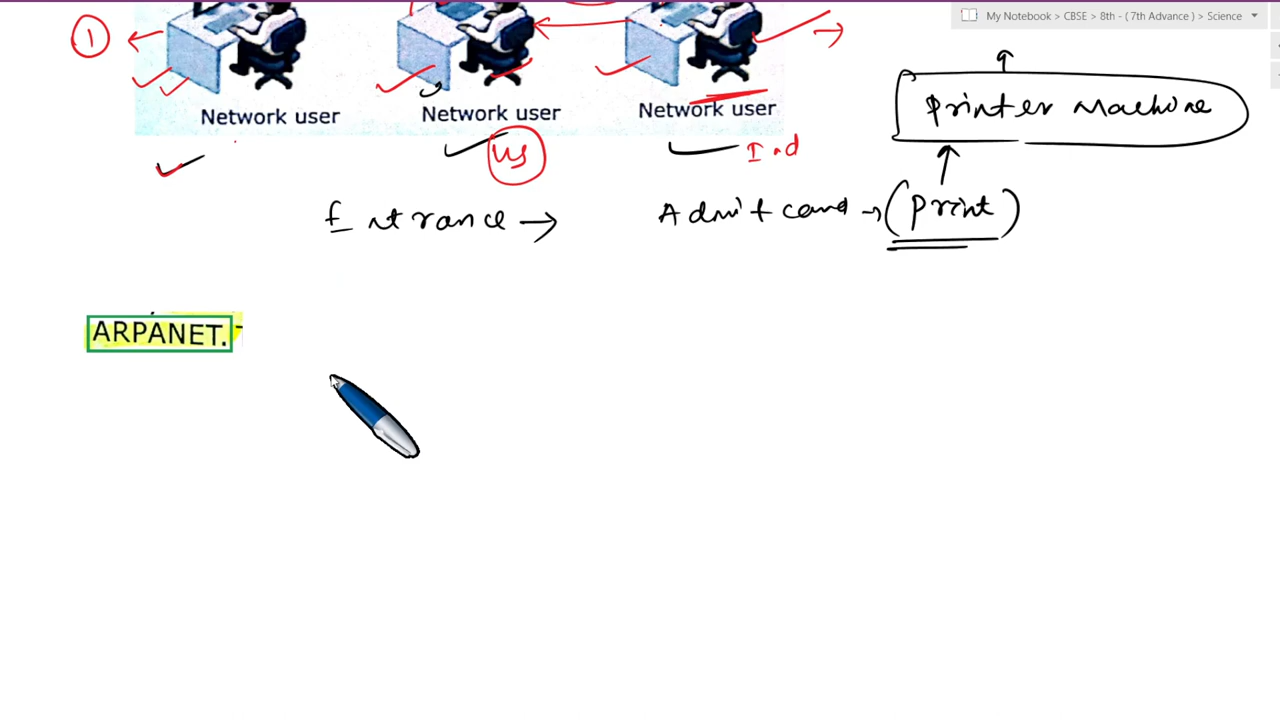 My Notebook > CBSE > 8th - ( 7th Advance ) > Science
1
Printer Machine
Network user Network user Network user
us Ind
Entrance → Admit card → (Print)
ARPANET.